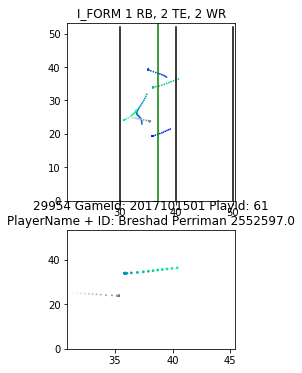 I_FORM 1 RB, 2 TE, 2 WR
50
40
30
20
10
0
30 40 50
29954 GameId: 2017101501 PlayId: 61
PlayerName + ID: Breshad Perriman 2552597.0
40
20
0
35 40 45